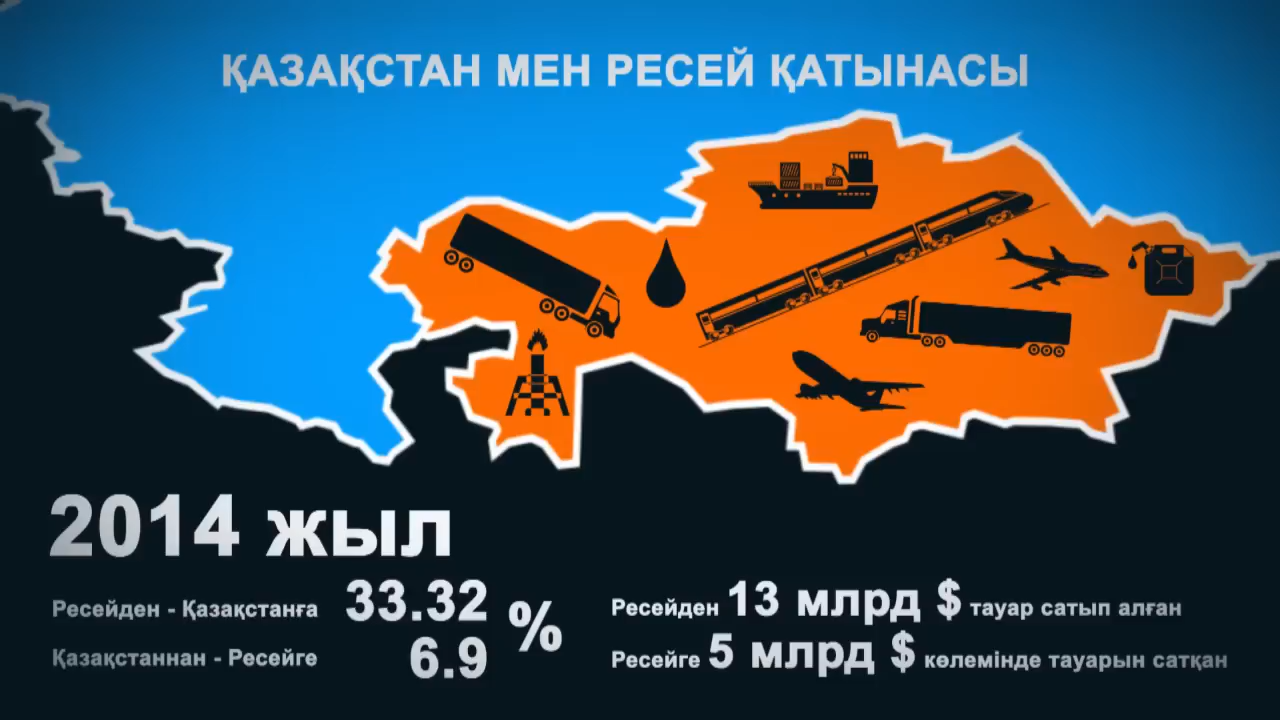 ҚАЗАҚСТАН МЕН РЕСЕЙ ҚАТЫНАСЫ
2014 жыл
Ресейден - Қазақстанға 33.32 %
Қазақстаннан - Ресейге 6.9
Ресейден 13 млрд $ тауар сатып алған
Ресейге 5 млрд $ көлемінде тауарын сатқан